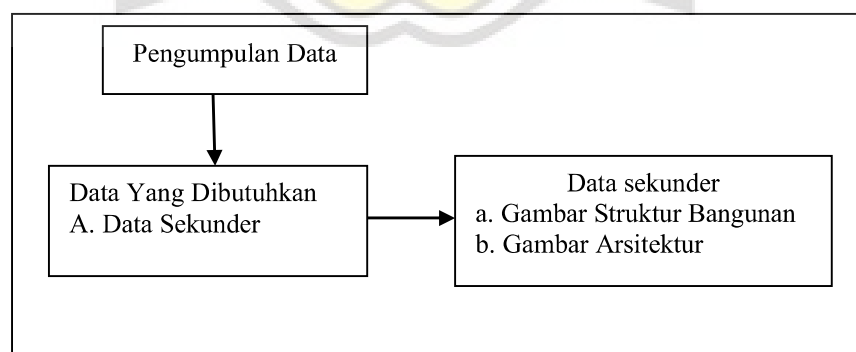 Pengumpulan Data
Data Yang Dibutuhkan
A. Data Sekunder
Data sekunder
a. Gambar Struktur Bangunan
b. Gambar Arsitektur